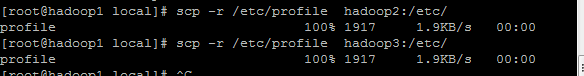 [root@hadoop1 local]# scp -r /etc/profile  hadoop2:/etc/
profile                             100% 1917     1.9KB/s   00:00
[root@hadoop1 local]# scp -r /etc/profile  hadoop3:/etc/
profile                             100% 1917     1.9KB/s   00:00
[root@hadoop1 local]# ^C